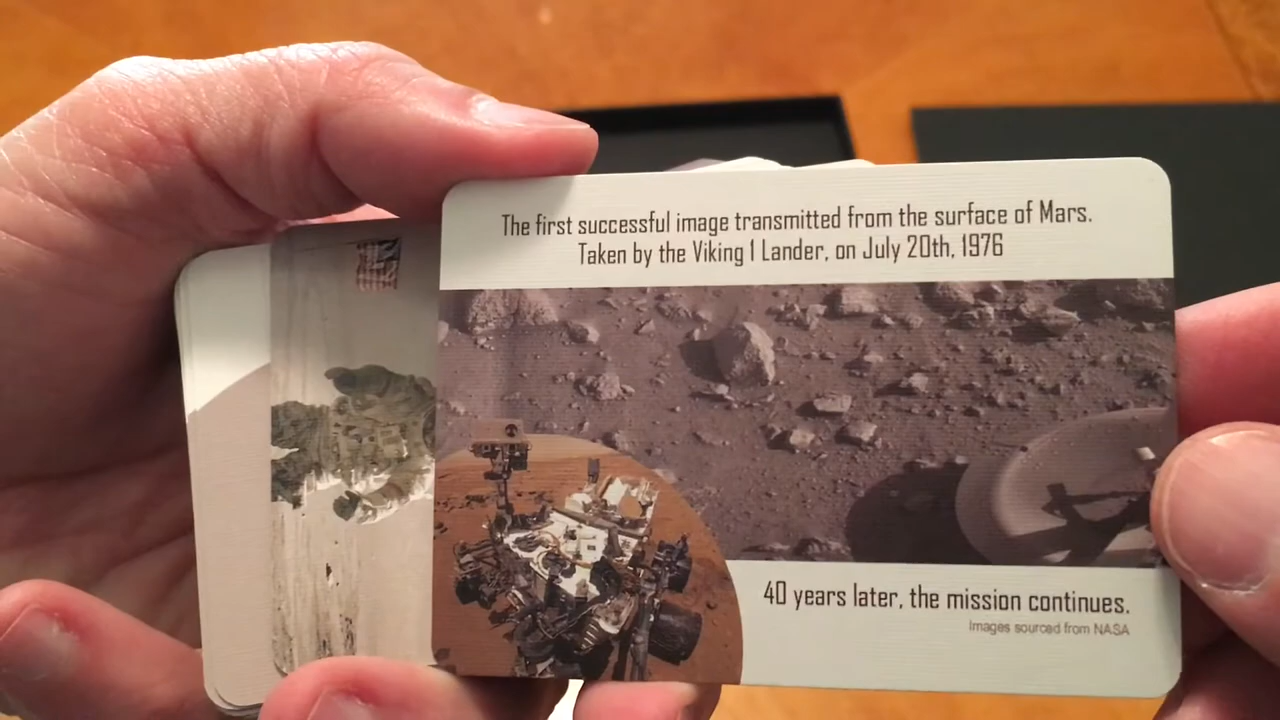 The first successful image transmitted from the surface of Mars.
Taken by the Viking 1 Lander, on July 20th, 1976
40 years later, the mission continues.
Images sourced from NASA